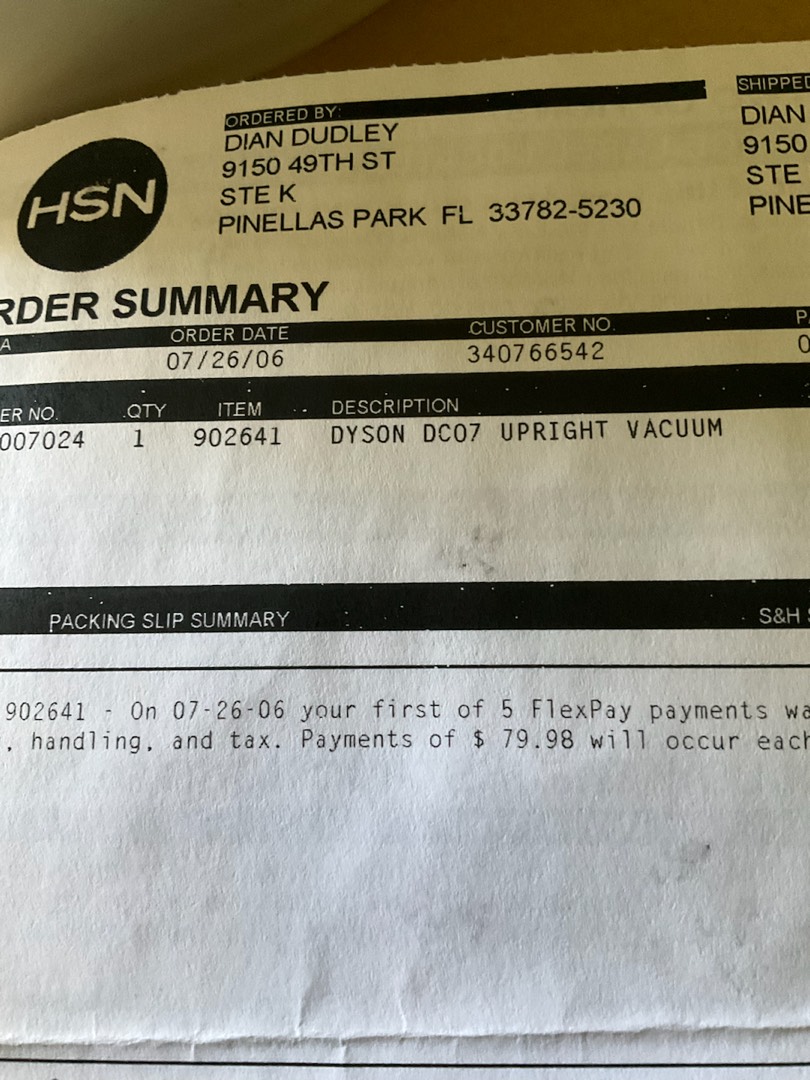 HSN
ORDERED BY:
DIAN DUDLEY
9150 49TH ST
STE K
PINELLAS PARK FL 33782-5230
SHIPPED
DIAN
9150
STE
PINE
RDER SUMMARY
A ORDER DATE CUSTOMER NO. P
07/26/06 340766542 0
ER NO. QTY ITEM DESCRIPTION
007024 1 902641 DYSON DC07 UPRIGHT VACUUM
PACKING SLIP SUMMARY S&H
902641 - On 07-26-06 your first of 5 FlexPay payments wa
, handling, and tax. Payments of $ 79.98 will occur each